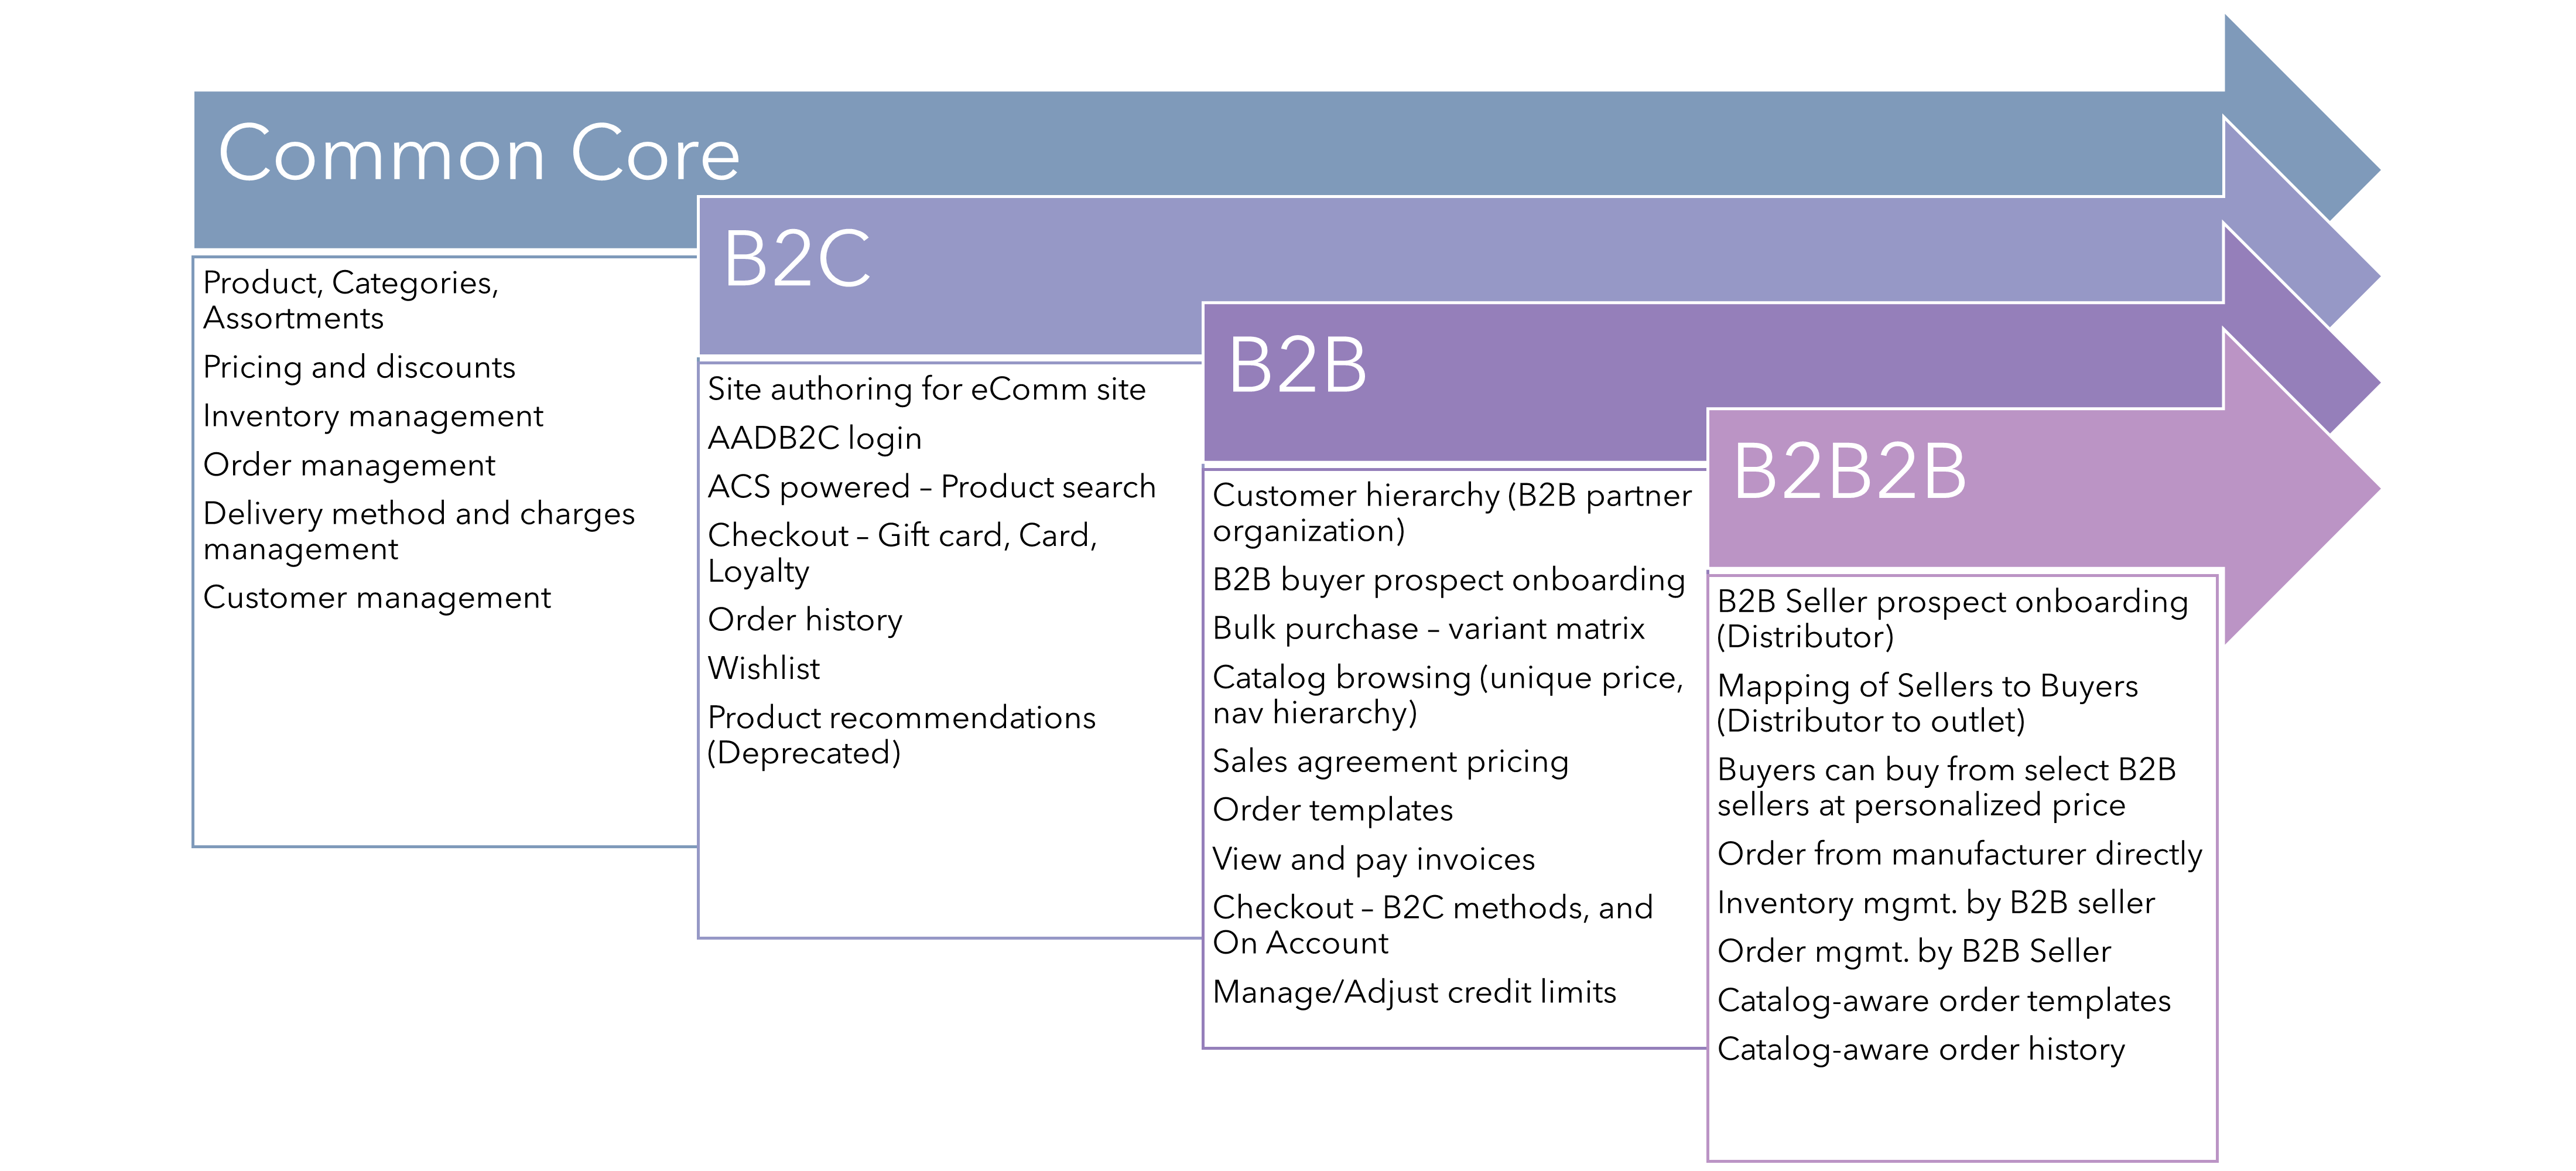 Common Core
Product, Categories,
Assortments
Pricing and discounts
Inventory management
Order management
Delivery method and charges
management
Customer management
B2C
Site authoring for eComm site
AADB2C login
ACS powered – Product search
Checkout – Gift card, Card,
Loyalty
Order history
Wishlist
Product recommendations
(Deprecated)
B2B
Customer hierarchy (B2B partner
organization)
B2B buyer prospect onboarding
Bulk purchase – variant matrix
Catalog browsing (unique price,
nav hierarchy)
Sales agreement pricing
Order templates
View and pay invoices
Checkout – B2C methods, and
On Account
Manage/Adjust credit limits
B2B2B
B2B Seller prospect onboarding
(Distributor)
Mapping of Sellers to Buyers
(Distributor to outlet)
Buyers can buy from select B2B
sellers at personalized price
Order from manufacturer directly
Inventory mgmt. by B2B seller
Order mgmt. by B2B Seller
Catalog-aware order templates
Catalog-aware order history